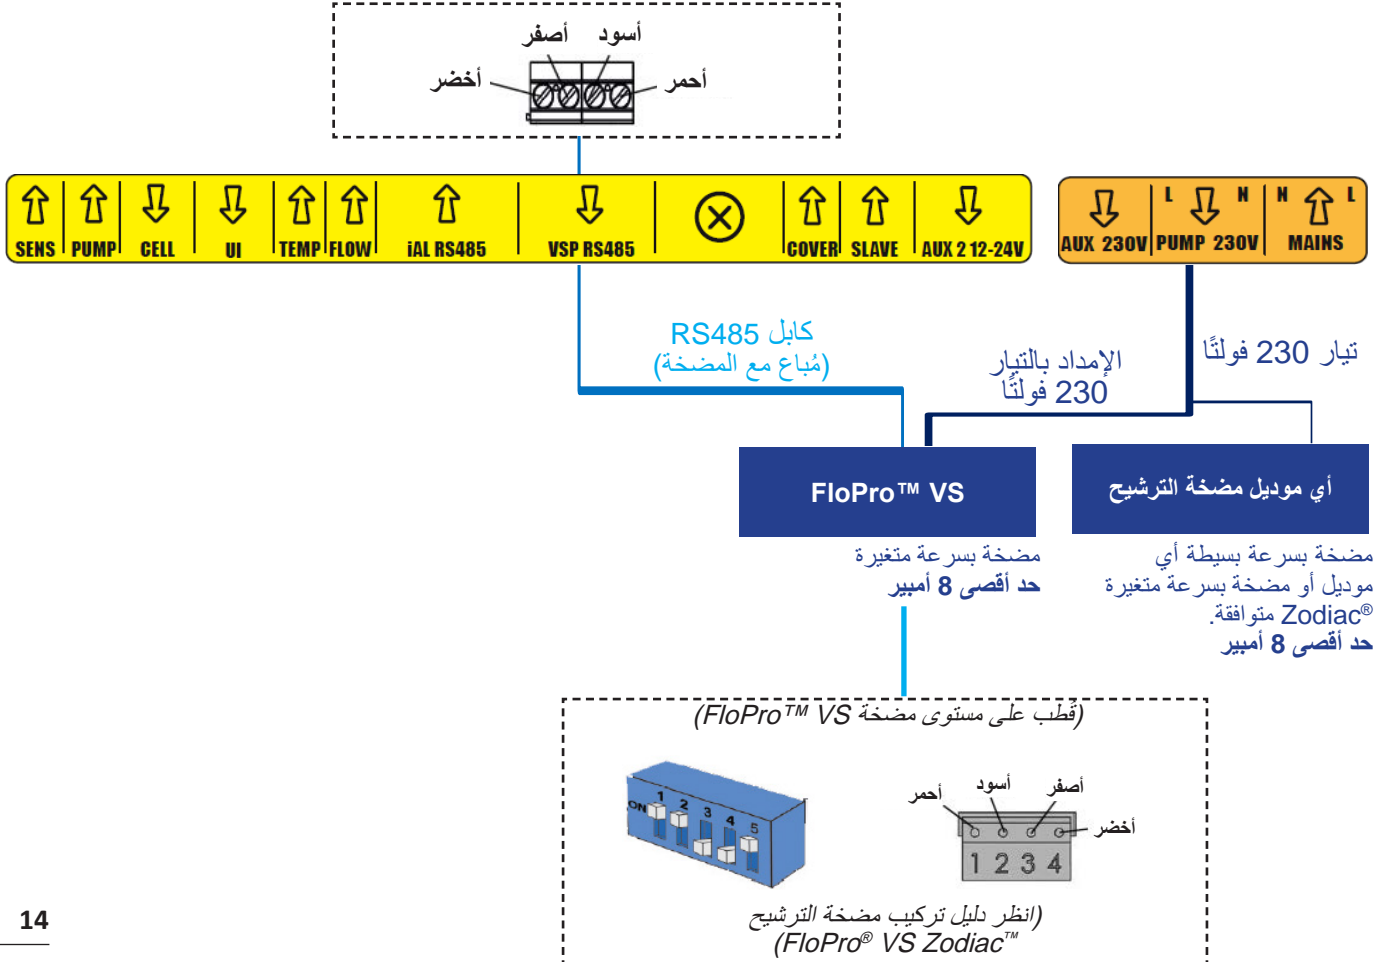 أصفر أسود
أخضر أحمر
SENS PUMP CELL UI TEMP FLOW iAL RS485 VSP RS485 COVER SLAVE AUX 2 12-24V
L N N L
AUX 230V PUMP 230V MAINS
كابل RS485
(مُباع مع المضخة)
الإمداد بالتيار
230 فولتًا
تيار 230 فولتًا
FloPro™ VS
أي موديل مضخة الترشيح
مضخة بسرعة متغيرة
حد أقصى 8 أمبير
مضخة بسرعة بسيطة أي
موديل أو مضخة بسرعة متغيرة
Zodiac® متوافقة.
حد أقصى 8 أمبير
(قُطب على مستوى مضخة FloPro™ VS)
ON 1 2 3 4 5
أحمر أسود أصفر
أخضر
1 2 3 4
(انظر دليل تركيب مضخة الترشيح
FloPro® VS Zodiac™)
14